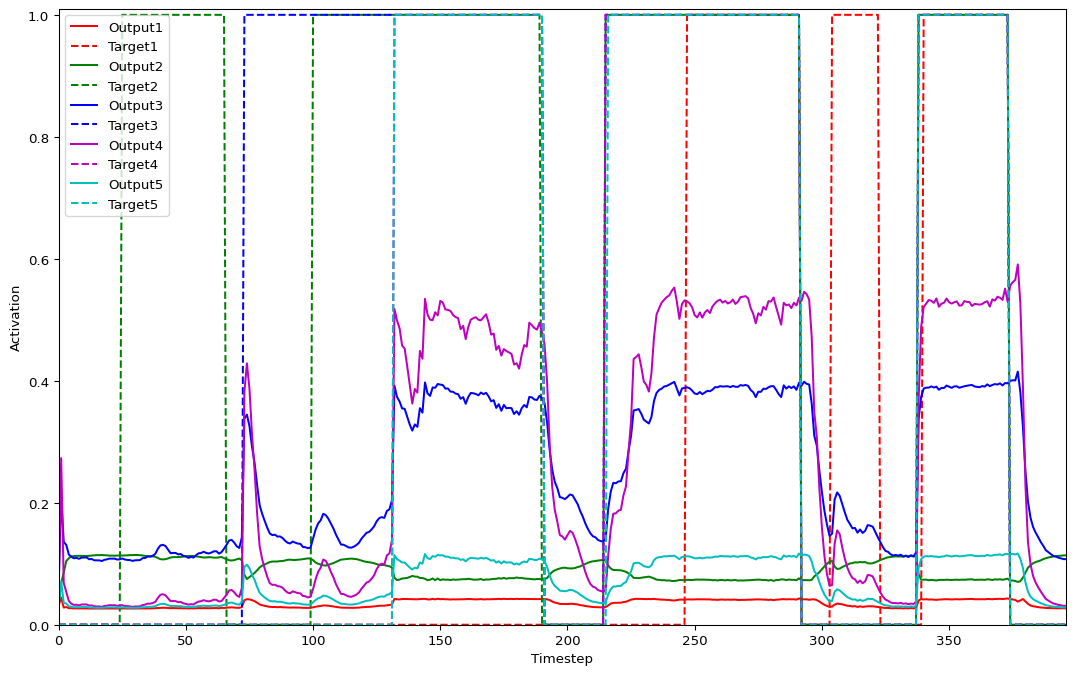 1.0
0.8
0.6
0.4
0.2
0.0
Activation
Output1
Target1
Output2
Target2
Output3
Target3
Output4
Target4
Output5
Target5
0 50 100 150 200 250 300 350
Timestep